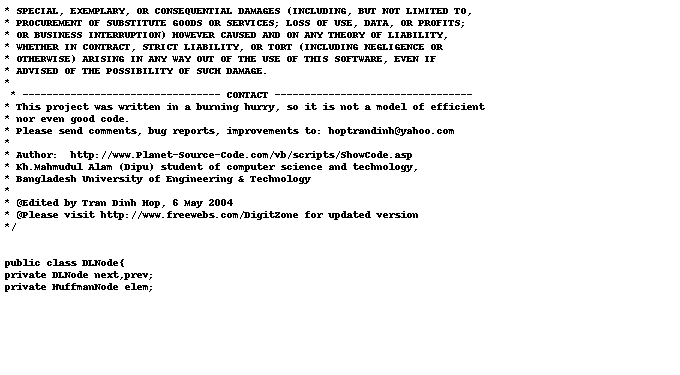 * SPECIAL, EXEMPLARY, OR CONSEQUENTIAL DAMAGES (INCLUDING, BUT NOT LIMITED TO,
* PROCUREMENT OF SUBSTITUTE GOODS OR SERVICES; LOSS OF USE, DATA, OR PROFITS;
* OR BUSINESS INTERRUPTION) HOWEVER CAUSED AND ON ANY THEORY OF LIABILITY,
* WHETHER IN CONTRACT, STRICT LIABILITY, OR TORT (INCLUDING NEGLIGENCE OR
* OTHERWISE) ARISING IN ANY WAY OUT OF THE USE OF THIS SOFTWARE, EVEN IF
* ADVISED OF THE POSSIBILITY OF SUCH DAMAGE.
*
* --------------------------------- CONTACT ---------------------------------
* This project was written in a burning hurry, so it is not a model of efficient
* nor even good code.
* Please send comments, bug reports, improvements to: hoptrandinh@yahoo.com
*
* Author:  http://www.Planet-Source-Code.com/vb/scripts/ShowCode.asp
* Kh.Mahmudul Alam (Dipu) student of computer science and technology,
* Bangladesh University of Engineering & Technology
*
* @Edited by Tran Dinh Hop, 6 May 2004
* @Please visit http://www.freewebs.com/DigitZone for updated version
*/
public class DLNode{
private DLNode next,prev;
private HuffmanNode elem;